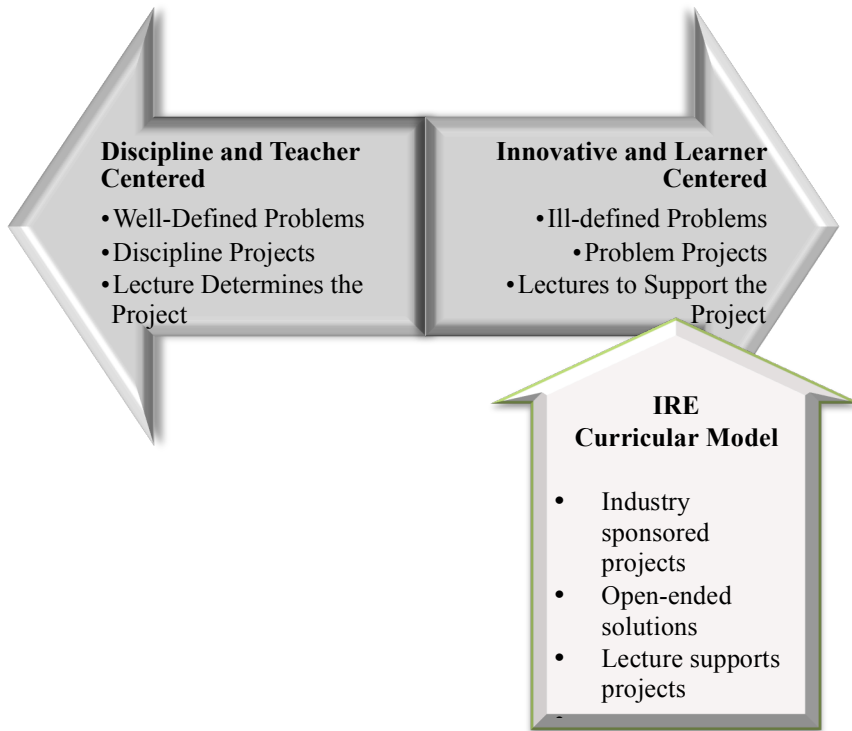 Discipline and Teacher
Centered
•Well-Defined Problems
•Discipline Projects
•Lecture Determines the
Project
Innovative and Learner
Centered
•Ill-defined Problems
•Problem Projects
•Lectures to Support the
Project
IRE
Curricular Model
• Industry
sponsored
projects
• Open-ended
solutions
• Lecture supports
projects